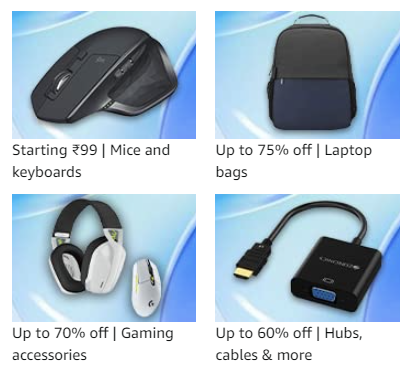 Starting ₹99 | Mice and
keyboards
Up to 75% off | Laptop
bags
Up to 70% off | Gaming
accessories
Up to 60% off | Hubs,
cables & more